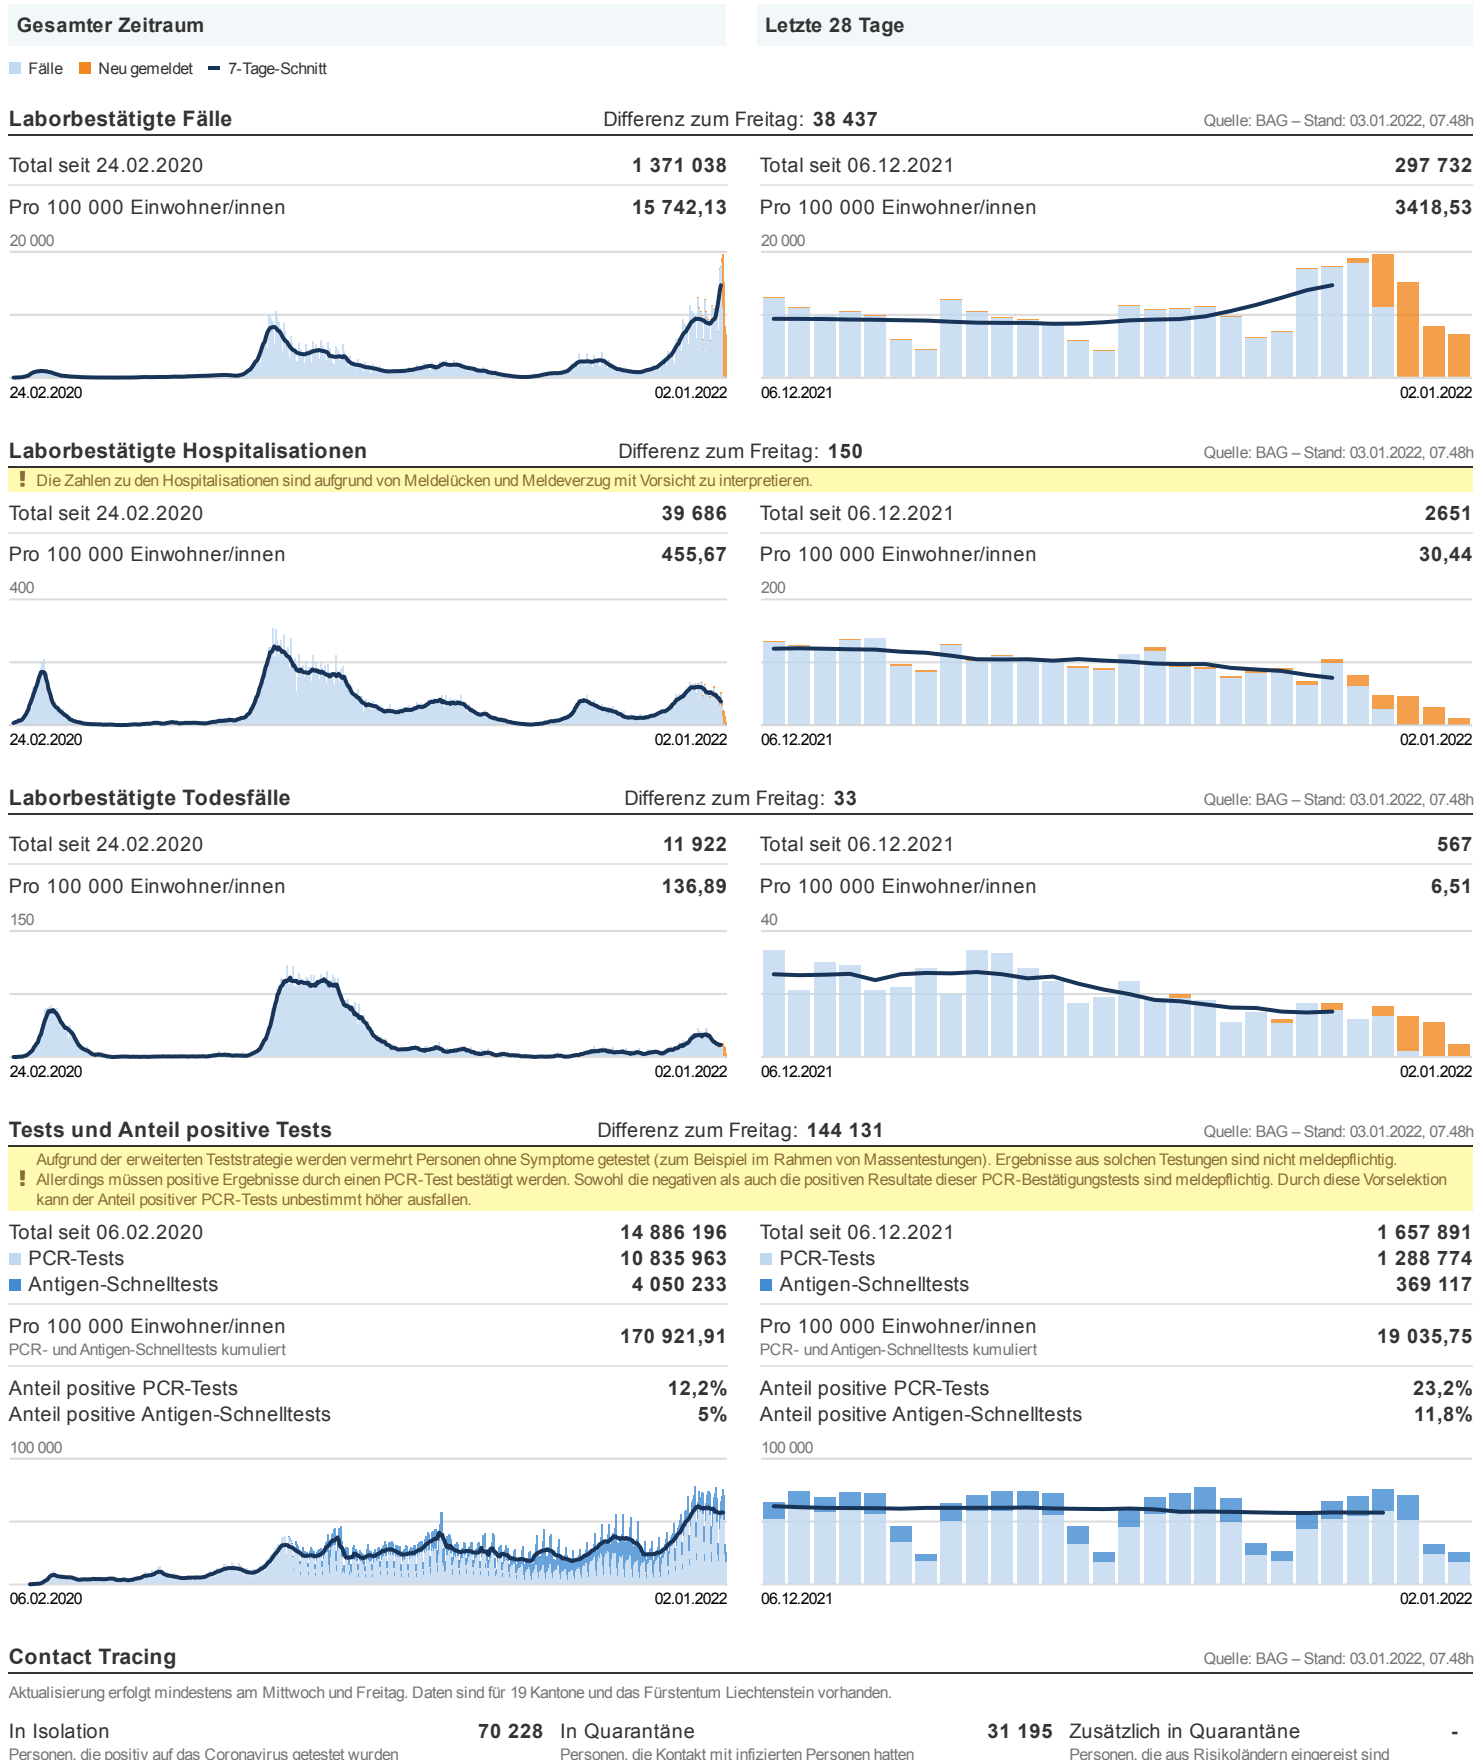 Gesamter Zeitraum
Letzte 28 Tage
Fälle Neu gemeldet 7-Tage-Schnitt
Laborbestätigte Fälle Differenz zum Freitag: 38 437 Quelle: BAG – Stand: 03.01.2022, 07.48h
Total seit 24.02.2020 1 371 038 Total seit 06.12.2021 297 732
Pro 100 000 Einwohner/innen 15 742,13 Pro 100 000 Einwohner/innen 3418,53
20 000 20 000
24.02.2020 02.01.2022 06.12.2021 02.01.2022
Laborbestätigte Hospitalisationen Differenz zum Freitag: 150 Quelle: BAG – Stand: 03.01.2022, 07.48h
! Die Zahlen zu den Hospitalisationen sind aufgrund von Meldelücken und Meldeverzug mit Vorsicht zu interpretieren.
Total seit 24.02.2020 39 686 Total seit 06.12.2021 2651
Pro 100 000 Einwohner/innen 455,67 Pro 100 000 Einwohner/innen 30,44
400 200
24.02.2020 02.01.2022 06.12.2021 02.01.2022
Laborbestätigte Todesfälle Differenz zum Freitag: 33 Quelle: BAG – Stand: 03.01.2022, 07.48h
Total seit 24.02.2020 11 922 Total seit 06.12.2021 567
Pro 100 000 Einwohner/innen 136,89 Pro 100 000 Einwohner/innen 6,51
150 40
24.02.2020 02.01.2022 06.12.2021 02.01.2022
Tests und Anteil positive Tests Differenz zum Freitag: 144 131 Quelle: BAG – Stand: 03.01.2022, 07.48h
Aufgrund der erweiterten Teststrategie werden vermehrt Personen ohne Symptome getestet (zum Beispiel im Rahmen von Massentestungen). Ergebnisse aus solchen Testungen sind nicht meldepflichtig.
! Allerdings müssen positive Ergebnisse durch einen PCR-Test bestätigt werden. Sowohl die negativen als auch die positiven Resultate dieser PCR-Bestätigungstests sind meldepflichtig. Durch diese Vorselektion
kann der Anteil positiver PCR-Tests unbestimmt höher ausfallen.
Total seit 06.02.2020 14 886 196 Total seit 06.12.2021 1 657 891
PCR-Tests 10 835 963 PCR-Tests 1 288 774
Antigen-Schnelltests 4 050 233 Antigen-Schnelltests 369 117
Pro 100 000 Einwohner/innen 170 921,91 Pro 100 000 Einwohner/innen 19 035,75
PCR- und Antigen-Schnelltests kumuliert PCR- und Antigen-Schnelltests kumuliert
Anteil positive PCR-Tests 12,2% Anteil positive PCR-Tests 23,2%
Anteil positive Antigen-Schnelltests 5% Anteil positive Antigen-Schnelltests 11,8%
100 000 100 000
06.02.2020 02.01.2022 06.12.2021 02.01.2022
Contact Tracing Quelle: BAG – Stand: 03.01.2022, 07.48h
Aktualisierung erfolgt mindestens am Mittwoch und Freitag. Daten sind für 19 Kantone und das Fürstentum Liechtenstein vorhanden.
In Isolation 70 228 In Quarantäne 31 195 Zusätzlich in Quarantäne -
Personen, die positiv auf das Coronavirus getestet wurden Personen, die Kontakt mit infizierten Personen hatten Personen, die aus Risikoländern eingereist sind